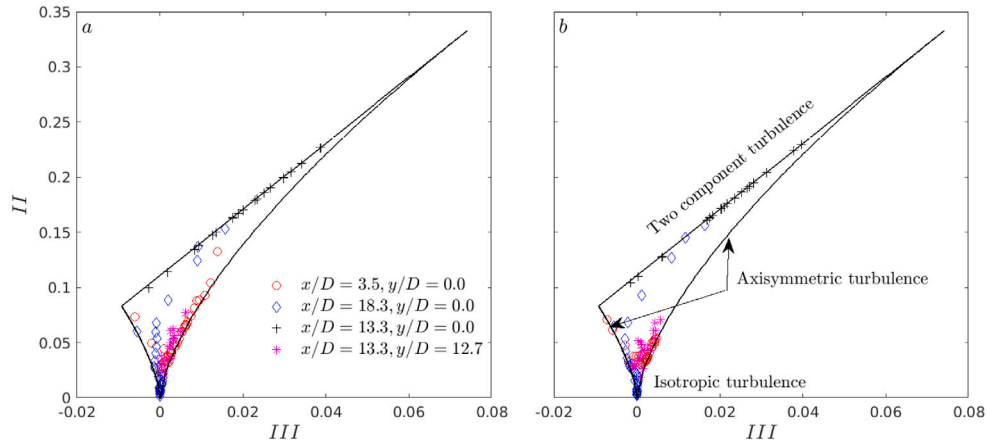 a
b
0.35
0.3
0.25
0.2
0.15
0.1
0.05
0
II
-0.02
0
0.02
0.04
0.06
0.08
III
x/D = 3.5, y/D = 0.0
x/D = 18.3, y/D = 0.0
x/D = 13.3, y/D = 0.0
x/D = 13.3, y/D = 12.7
Two component turbulence
Axisymmetric turbulence
Isotropic turbulence
-0.02
0
0.02
0.04
0.06
0.08
III